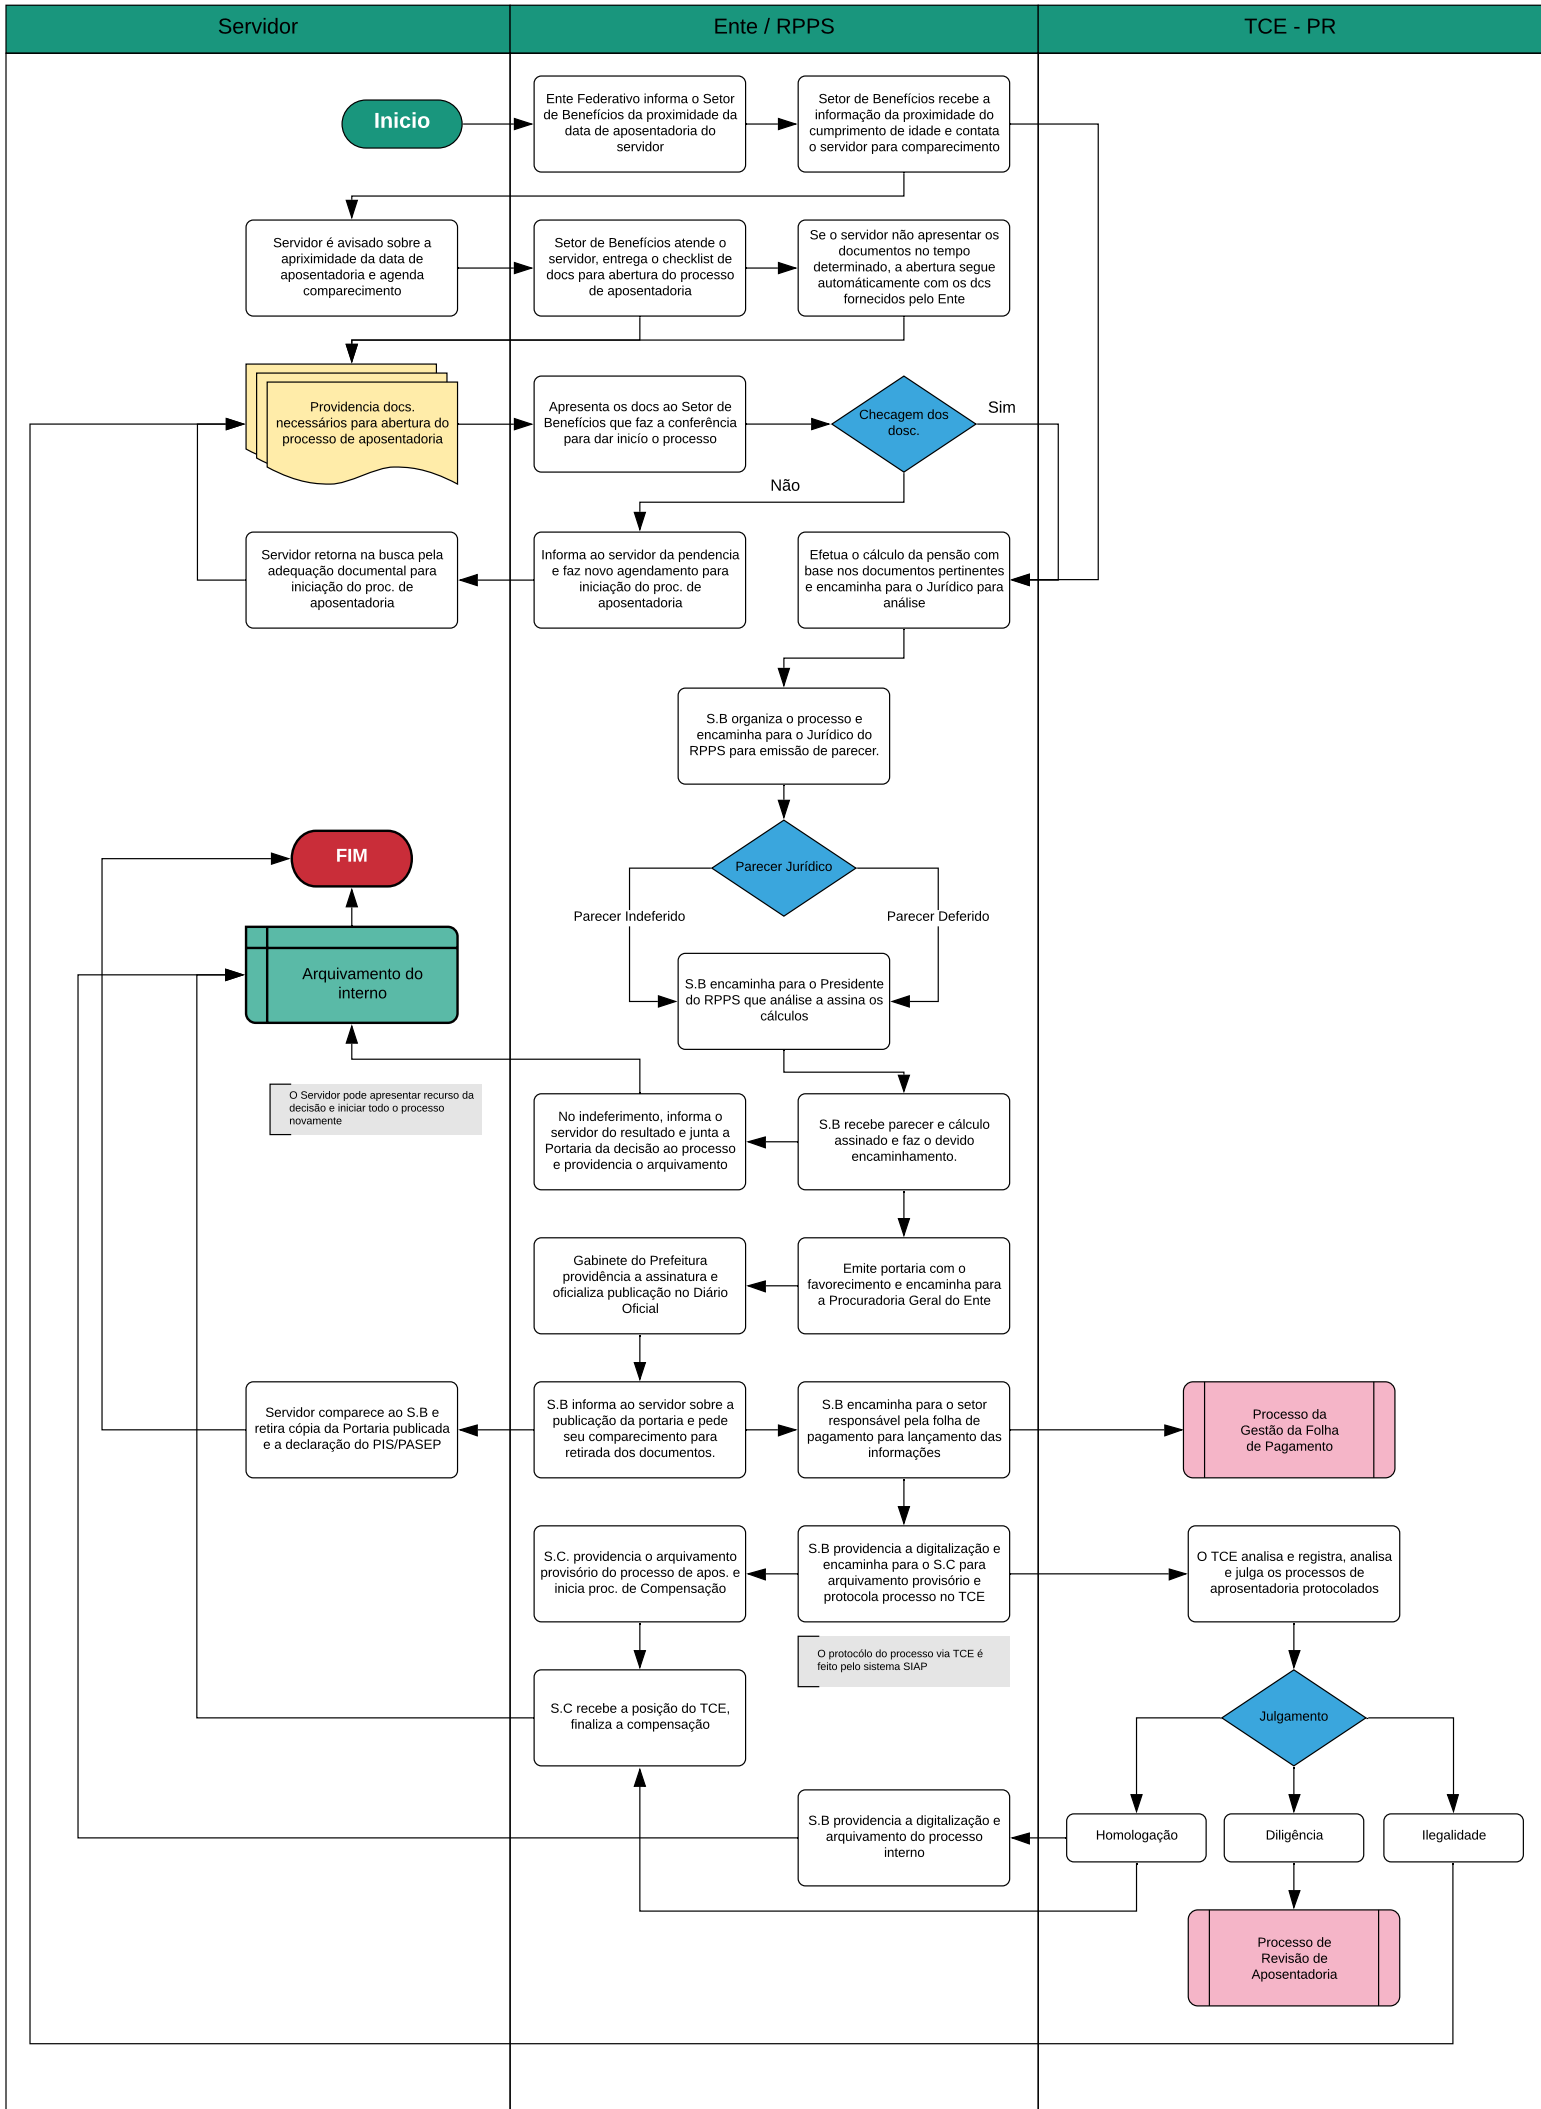 Servidor
Ente / RPPS
TCE - PR
Inicio
Ente Federativo informa o Setor
de Benefícios da proximidade da
data de aposentadoria do
servidor
Setor de Benefícios recebe a
informação da proximidade do
cumprimento de idade e contata
o servidor para comparecimento
Servidor é avisado sobre a
apriximidade da data de
aposentadoria e agenda
comparecimento
Setor de Benefícios atende o
servidor, entrega o checklist de
docs para abertura do processo
de aposentadoria
Se o servidor não apresentar os
documentos no tempo
determinado, a abertura segue
automáticamente com os dcs
fornecidos pelo Ente
Providencia docs.
necessários para abertura do
processo de aposentadoria
Apresenta os docs ao Setor de
Benefícios que faz a conferência
para dar inicío o processo
Checagem dos
dosc.
Sim
Não
Servidor retorna na busca pela
adequação documental para
iniciação do proc. de
aposentadoria
Informa ao servidor da pendencia
e faz novo agendamento para
iniciação do proc. de
aposentadoria
Efetua o cálculo da pensão com
base nos documentos pertinentes
e encaminha para o Jurídico para
análise
S.B organiza o processo e
encaminha para o Jurídico do
RPPS para emissão de parecer.
FIM
Parecer Jurídico
Parecer Indeferido
Parecer Deferido
Arquivamento do
interno
S.B encaminha para o Presidente
do RPPS que análise a assina os
cálculos
O Servidor pode apresentar recurso da
decisão e iniciar todo o processo
novamente
No indeferimento, informa o
servidor do resultado e junta a
Portaria da decisão ao processo
e providencia o arquivamento
S.B recebe parecer e cálculo
assinado e faz o devido
encaminhamento.
Gabinete do Prefeitura
providência a assinatura e
oficializa publicação no Diário
Oficial
Emite portaria com o
favorecimento e encaminha para
a Procuradoria Geral do Ente
Servidor comparece ao S.B e
retira cópia da Portaria publicada
e a declaração do PIS/PASEP
S.B informa ao servidor sobre a
publicação da portaria e pede
seu comparecimento para
retirada dos documentos.
S.B encaminha para o setor
responsável pela folha de
pagamento para lançamento das
informações
Processo da
Gestão da Folha
de Pagamento
S.C. providencia o arquivamento
provisório do processo de apos. e
inicia proc. de Compensação
S.B providencia a digitalização e
encaminha para o S.C para
arquivamento provisório e
protocola processo no TCE
O TCE analisa e registra, analisa
e julga os processos de
aprosentadoria protocolados
O protocólo do processo via TCE é
feito pelo sistema SIAP
S.C recebe a posição do TCE,
finaliza a compensação
Julgamento
S.B providencia a digitalização e
arquivamento do processo
interno
Homologação
Diligência
Ilegalidade
Processo de
Revisão de
Aposentadoria